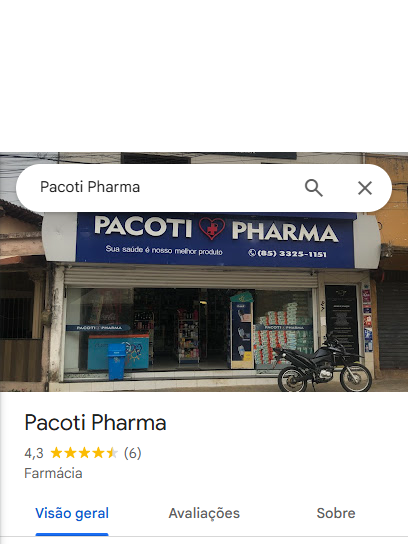 Pacoti Pharma
PACOTI PHARMA
Sua saúde é nosso melhor produto
(85) 3325-1151
PACOTI PHARMA
PACOTI PHARMA
Pacoti Pharma
4,3 (6)
Farmácia
Visão geral
Avaliações
Sobre